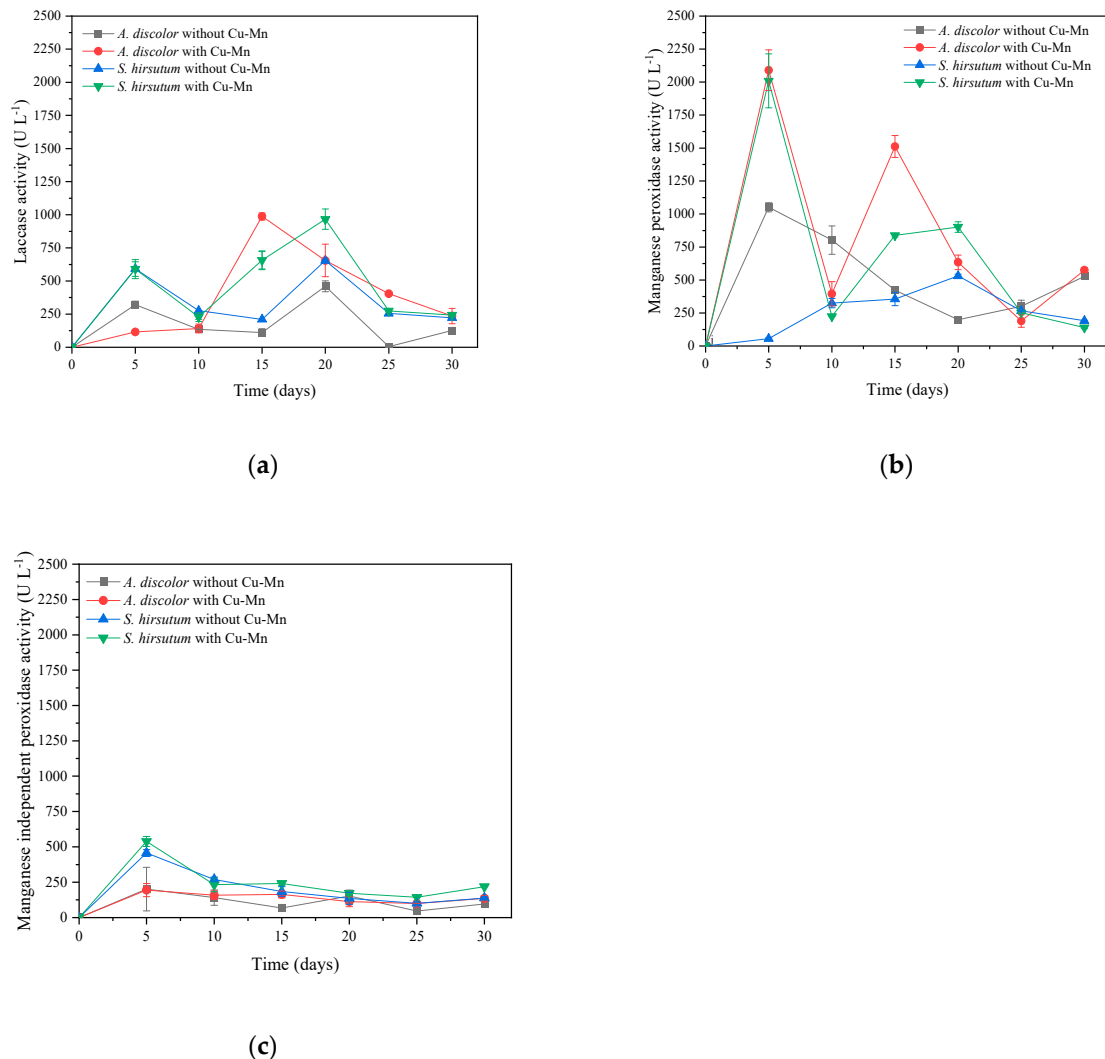 Laccase activity (U L⁻¹)
2500
2250
2000
1750
1500
1250
1000
750
500
250
0
A. discolor without Cu-Mn
A. discolor with Cu-Mn
S. hirsutum without Cu-Mn
S. hirsutum with Cu-Mn
0 5 10 15 20 25 30
Time (days)
(a)
Manganese peroxidase activity (U L⁻¹)
2500
2250
2000
1750
1500
1250
1000
750
500
250
0
A. discolor without Cu-Mn
A. discolor with Cu-Mn
S. hirsutum without Cu-Mn
S. hirsutum with Cu-Mn
0 5 10 15 20 25 30
Time (days)
(b)
Manganese independent peroxidase activity (U L⁻¹)
2500
2250
2000
1750
1500
1250
1000
750
500
250
0
A. discolor without Cu-Mn
A. discolor with Cu-Mn
S. hirsutum without Cu-Mn
S. hirsutum with Cu-Mn
0 5 10 15 20 25 30
Time (days)
(c)